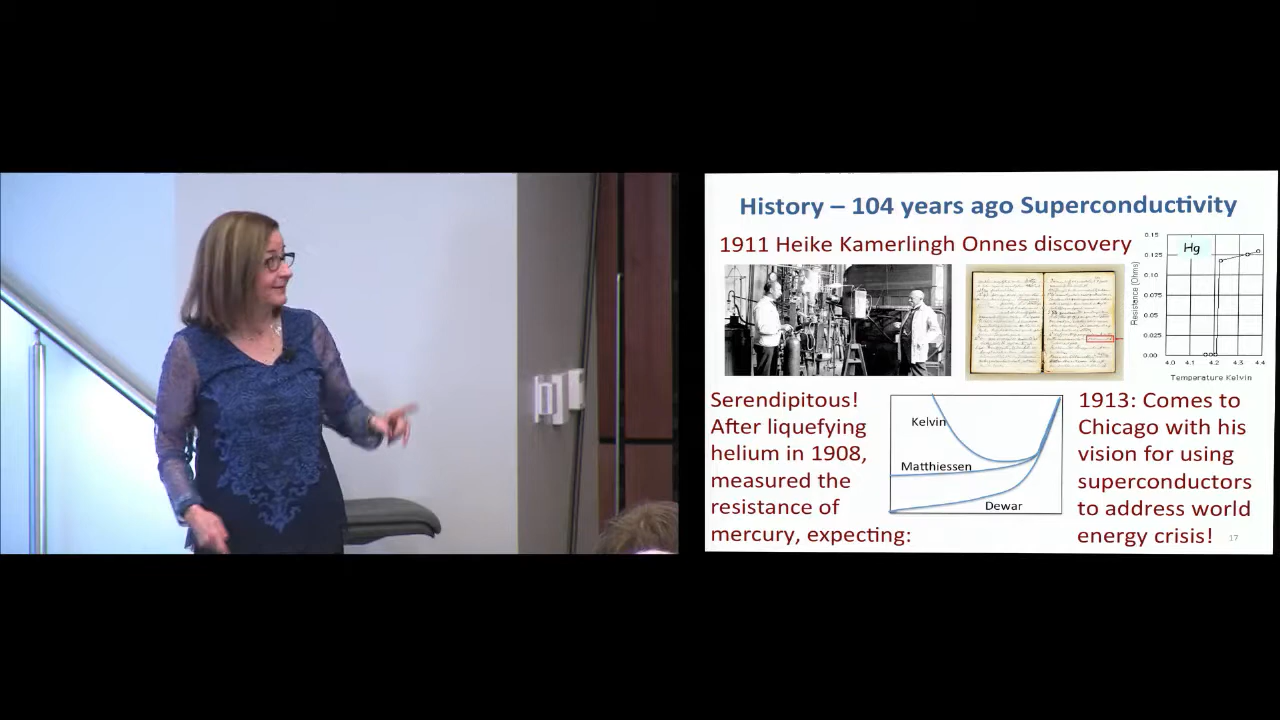 History – 104 years ago Superconductivity
1911 Heike Kamerlingh Onnes discovery
Hg
0.15
0.125
0.10
0.075
0.05
0.025
0.00
Resistance (Ohms)
4.0 4.1 4.2 4.3 4.4
Temperature Kelvin
Serendipitous!
After liquefying
helium in 1908,
measured the
resistance of
mercury, expecting:
Kelvin
Matthiessen
Dewar
1913: Comes to
Chicago with his
vision for using
superconductors
to address world
energy crisis!
17